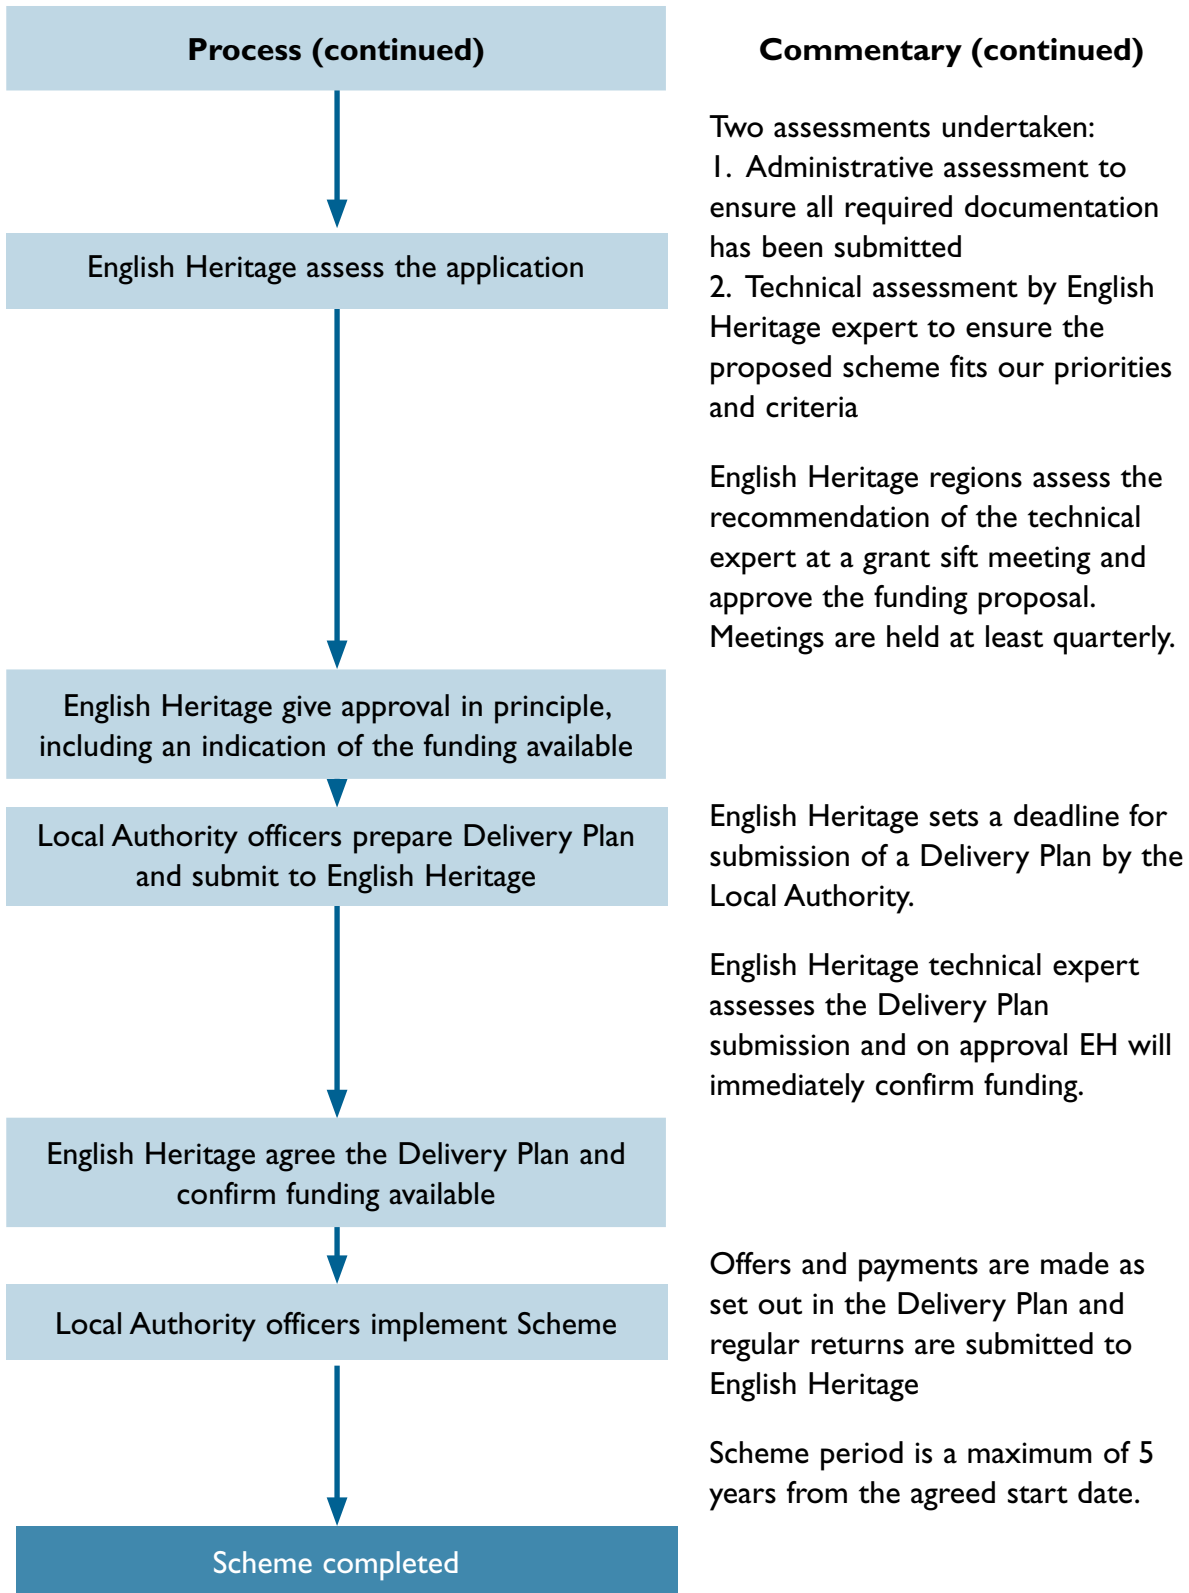 Process (continued)
Commentary (continued)
Two assessments undertaken:
1. Administrative assessment to
ensure all required documentation
has been submitted
2. Technical assessment by English
Heritage expert to ensure the
proposed scheme fits our priorities
and criteria
English Heritage assess the application
English Heritage regions assess the
recommendation of the technical
expert at a grant sift meeting and
approve the funding proposal.
Meetings are held at least quarterly.
English Heritage give approval in principle,
including an indication of the funding available
Local Authority officers prepare Delivery Plan
and submit to English Heritage
English Heritage sets a deadline for
submission of a Delivery Plan by the
Local Authority.
English Heritage technical expert
assesses the Delivery Plan
submission and on approval EH will
immediately confirm funding.
English Heritage agree the Delivery Plan and
confirm funding available
Local Authority officers implement Scheme
Offers and payments are made as
set out in the Delivery Plan and
regular returns are submitted to
English Heritage
Scheme period is a maximum of 5
years from the agreed start date.
Scheme completed